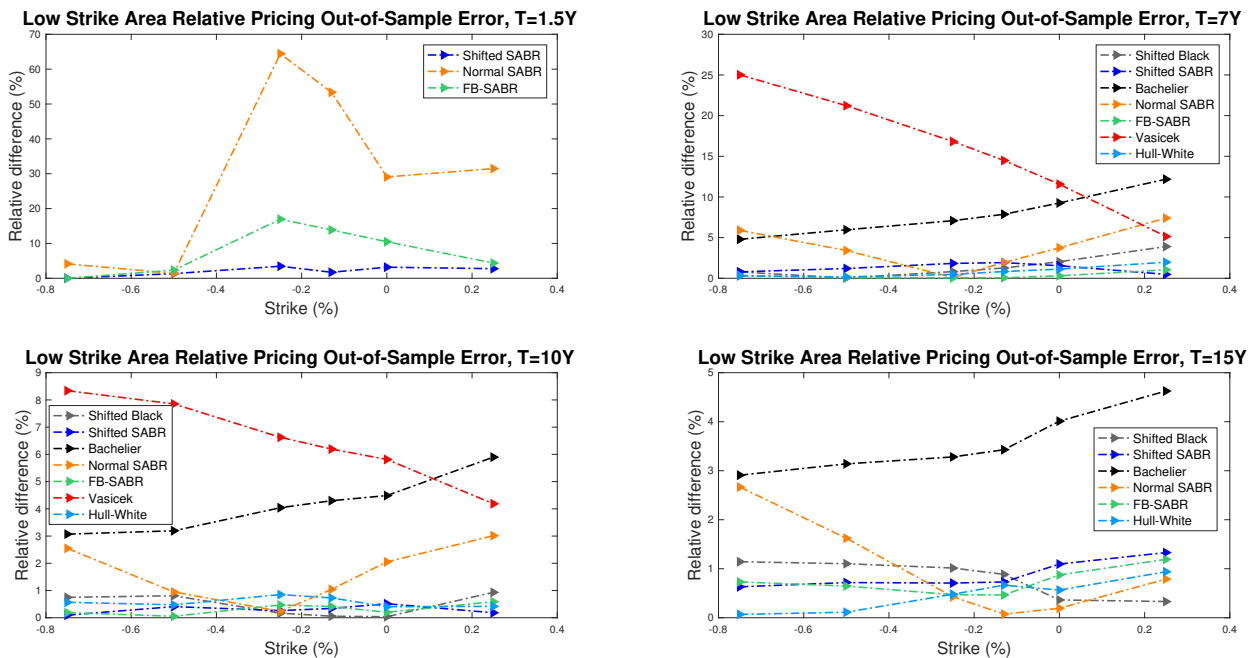 Low Strike Area Relative Pricing Out-of-Sample Error, T=1.5Y
Relative difference (%)
70
60
50
40
30
20
10
0
-0.8
-0.6
-0.4
-0.2
0
0.2
0.4
Strike (%)
Shifted SABR
Normal SABR
FB-SABR
Low Strike Area Relative Pricing Out-of-Sample Error, T=7Y
Relative difference (%)
30
25
20
15
10
5
0
-0.8
-0.6
-0.4
-0.2
0
0.2
0.4
Strike (%)
Shifted Black
Shifted SABR
Bachelier
Normal SABR
FB-SABR
Vasicek
Hull-White
Low Strike Area Relative Pricing Out-of-Sample Error, T=10Y
Relative difference (%)
9
8
7
6
5
4
3
2
1
0
-0.8
-0.6
-0.4
-0.2
0
0.2
0.4
Strike (%)
Shifted Black
Shifted SABR
Bachelier
Normal SABR
FB-SABR
Vasicek
Hull-White
Low Strike Area Relative Pricing Out-of-Sample Error, T=15Y
Relative difference (%)
5
4
3
2
1
0
-0.8
-0.6
-0.4
-0.2
0
0.2
0.4
Strike (%)
Shifted Black
Shifted SABR
Bachelier
Normal SABR
FB-SABR
Hull-White